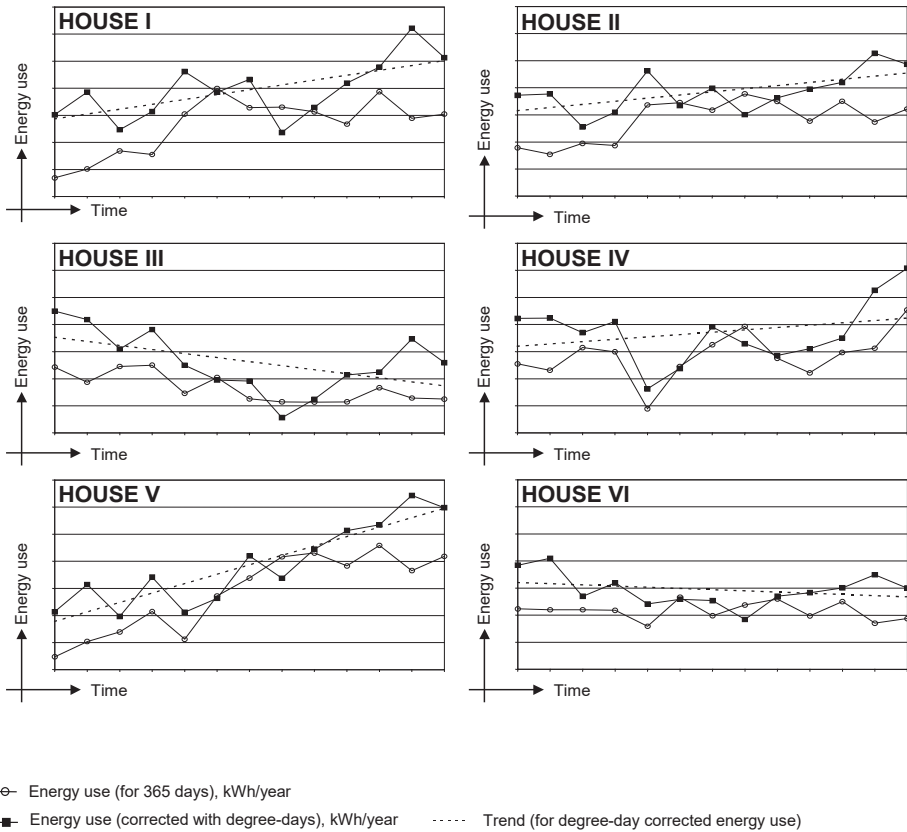 HOUSE I
Energy use
Time
HOUSE II
Energy use
Time
HOUSE III
Energy use
Time
HOUSE IV
Energy use
Time
HOUSE V
Energy use
Time
HOUSE VI
Energy use
Time
Energy use (for 365 days), kWh/year
Energy use (corrected with degree-days), kWh/year
Trend (for degree-day corrected energy use)